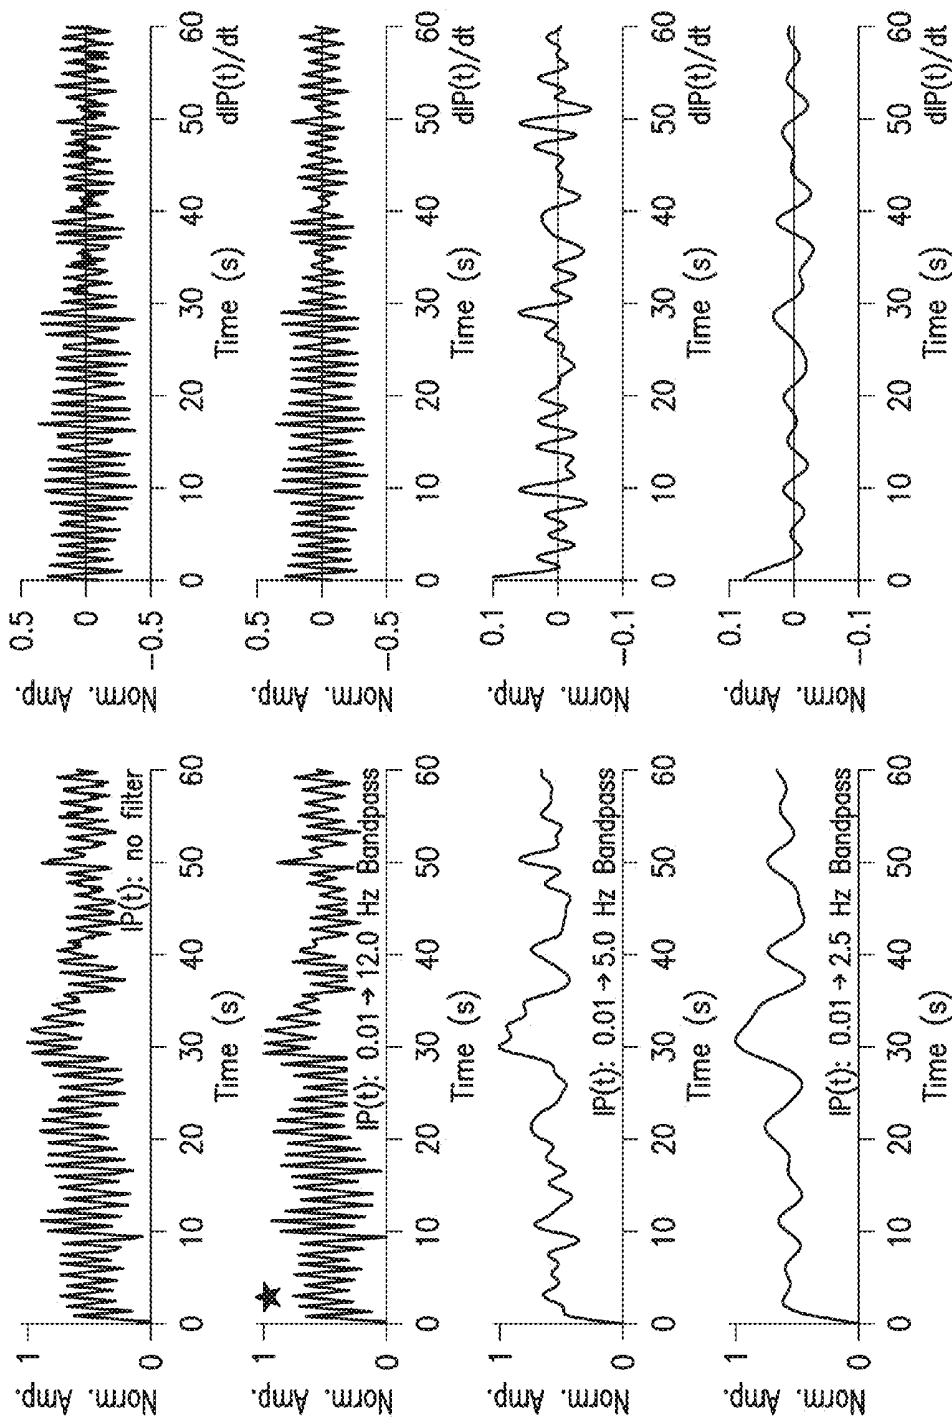 Norm.
Amp.
1
0
IP(t): no filter
0 10 20 30 40 50 60
Time (s)
Norm.
Amp.
0.5
0
-0.5
0 10 20 30 40 50 60
Time (s) dIP(t)/dt
Norm.
Amp.
1
0
IP(t): 0.01 → 12.0 Hz Bandpass
0 10 20 30 40 50 60
Time (s)
Norm.
Amp.
0.5
0
-0.5
0 10 20 30 40 50 60
Time (s) dIP(t)/dt
Norm.
Amp.
1
0
IP(t): 0.01 → 5.0 Hz Bandpass
0 10 20 30 40 50 60
Time (s)
Norm.
Amp.
0.1
0
-0.1
0 10 20 30 40 50 60
Time (s) dIP(t)/dt
Norm.
Amp.
1
0
IP(t): 0.01 → 2.5 Hz Bandpass
0 10 20 30 40 50 60
Time (s)
Norm.
Amp.
0.1
0
-0.1
0 10 20 30 40 50 60
Time (s) dIP(t)/dt